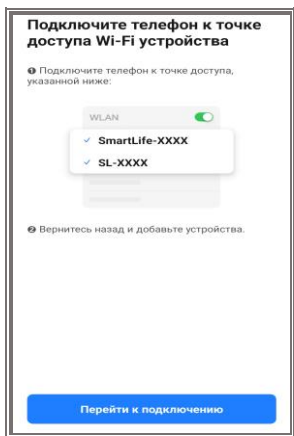 Подключите телефон к точке
доступа Wi-Fi устройства
❶ Подключите телефон к точке доступа,
указанной ниже:
WLAN
✓ SmartLife-XXXX
✓ SL-XXXX
❷ Вернитесь назад и добавьте устройства.
Перейти к подключению